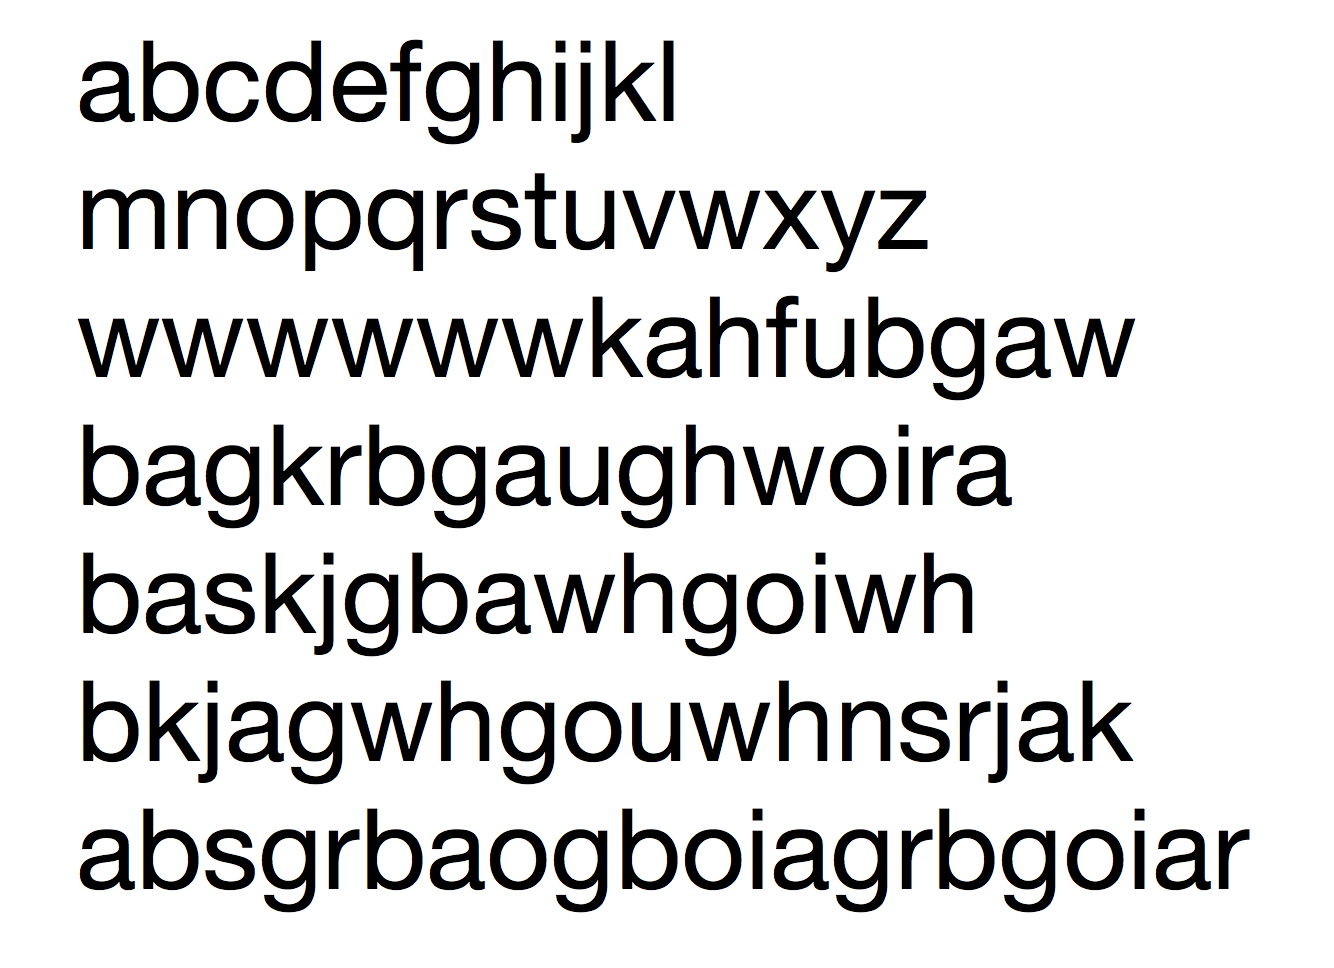 abcdefghijkl
mnopqrstuvwxyz
wwwwwwkahfubgaw
bagkrbgaughwoira
baskjgbawhgoiwh
bkjagwhgouwhnsrjak
absgrbaogboiagrbgoiar